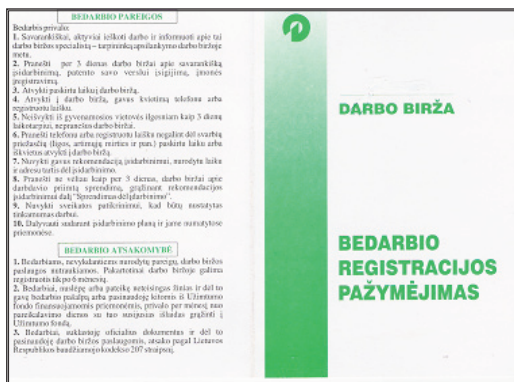 BEDARBIO PAREIGOS
Bedarbis privalo:
1. Savarankiškai, aktyviai ieškoti darbo ir informuoti apie tai
darbo biržos specialistą – tarpininką apsilankymo darbo biržoje
metu.
2. Pranešti per 3 dienas darbo biržai apie savarankišką
įsidarbinimą, patento savo verslui įsigijimą, įmonės
įregistravimą.
3. Atvykti paskirtu laiku į darbo biržą.
4. Atvykti į darbo biržą, gavus kvietimą telefonu arba
registruotu laišku.
5. Neišvykti iš gyvenamosios vietovės ilgesniam kaip 3 dienų
laikotarpiui, nepranešus darbo biržai.
6. Pranešti telefonu arba registruotu laišku negalint dėl svarbių
priežasčių (ligos, artimųjų mirties ir pan.) paskirtu laiku arba
iškvietus atvykti į darbo biržą.
7. Nuvykti gavus rekomendaciją įsidarbinimui, nurodytu laiku
ir adresu tartis dėl įsidarbinimo.
8. Pranešti ne vėliau kaip per 3 dienas, darbo biržai apie
darbdavio priimtą sprendimą, grąžinant rekomendacijos
įsidarbinimui dalį "Sprendimas dėl įdarbinimo".
9. Nuvykti sveikatos patikrinimui, kad būtų nustatytas
tinkamumas darbui.
10. Dalyvauti sudarant įsidarbinimo planą ir jame numatytose
priemonėse.
BEDARBIO ATSAKOMYBĖ
1. Bedarbiams, nevykdantiems nurodytų pareigų, darbo biržos
paslaugos nutraukiamos. Pakartotinai darbo biržoje galima
registruotis tik po 6 mėnesių.
2. Bedarbiai, nuslėpę arba pateikę neteisingas žinias ir dėl to
gavę bedarbio pašalpą arba pasinaudoję kitomis iš Užimtumo
fondo finansuojamomis priemonėmis, privalo per mėnesį nuo
pareikalavimo dienos su tuo susijusias išlaidas grąžinti į
Užimtumo fondą.
3. Bedarbiai, suklastoję oficialius dokumentus ir dėl to
pasinaudoję darbo biržos paslaugomis, atsako pagal Lietuvos
Respublikos baudžiamojo kodekso 207 straipsnį.
DARBO BIRŽA
BEDARBIO
REGISTRACIJOS
PAŽYMĖJIMAS